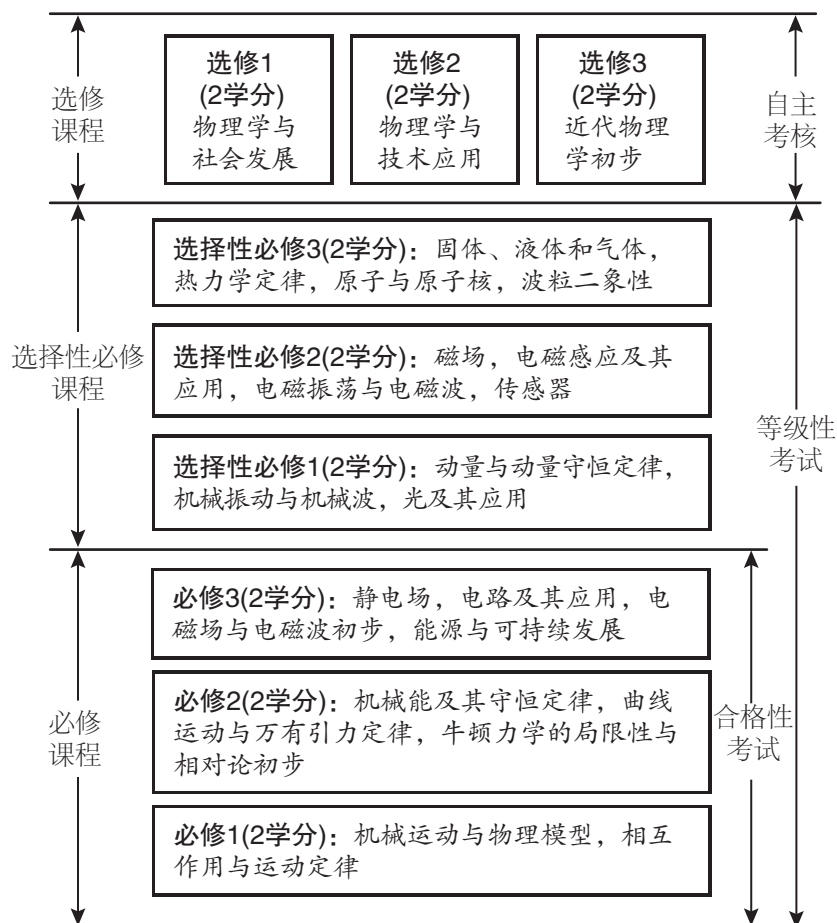 选修
课程
选修1
(2学分)
物理学与
社会发展
选修2
(2学分)
物理学与
技术应用
选修3
(2学分)
近代物理
学初步
自主
考核
选择性必修
课程
选择性必修3(2学分)：固体、液体和气体，
热力学定律，原子与原子核，波粒二象性
选择性必修2(2学分)：磁场，电磁感应及其
应用，电磁振荡与电磁波，传感器
选择性必修1(2学分)：动量与动量守恒定律，
机械振动与机械波，光及其应用
等级性
考试
必修
课程
必修3(2学分)：静电场，电路及其应用，电
磁场与电磁波初步，能源与可持续发展
必修2(2学分)：机械能及其守恒定律，曲线
运动与万有引力定律，牛顿力学的局限性与
相对论初步
必修1(2学分)：机械运动与物理模型，相互
作用与运动定律
合格性
考试